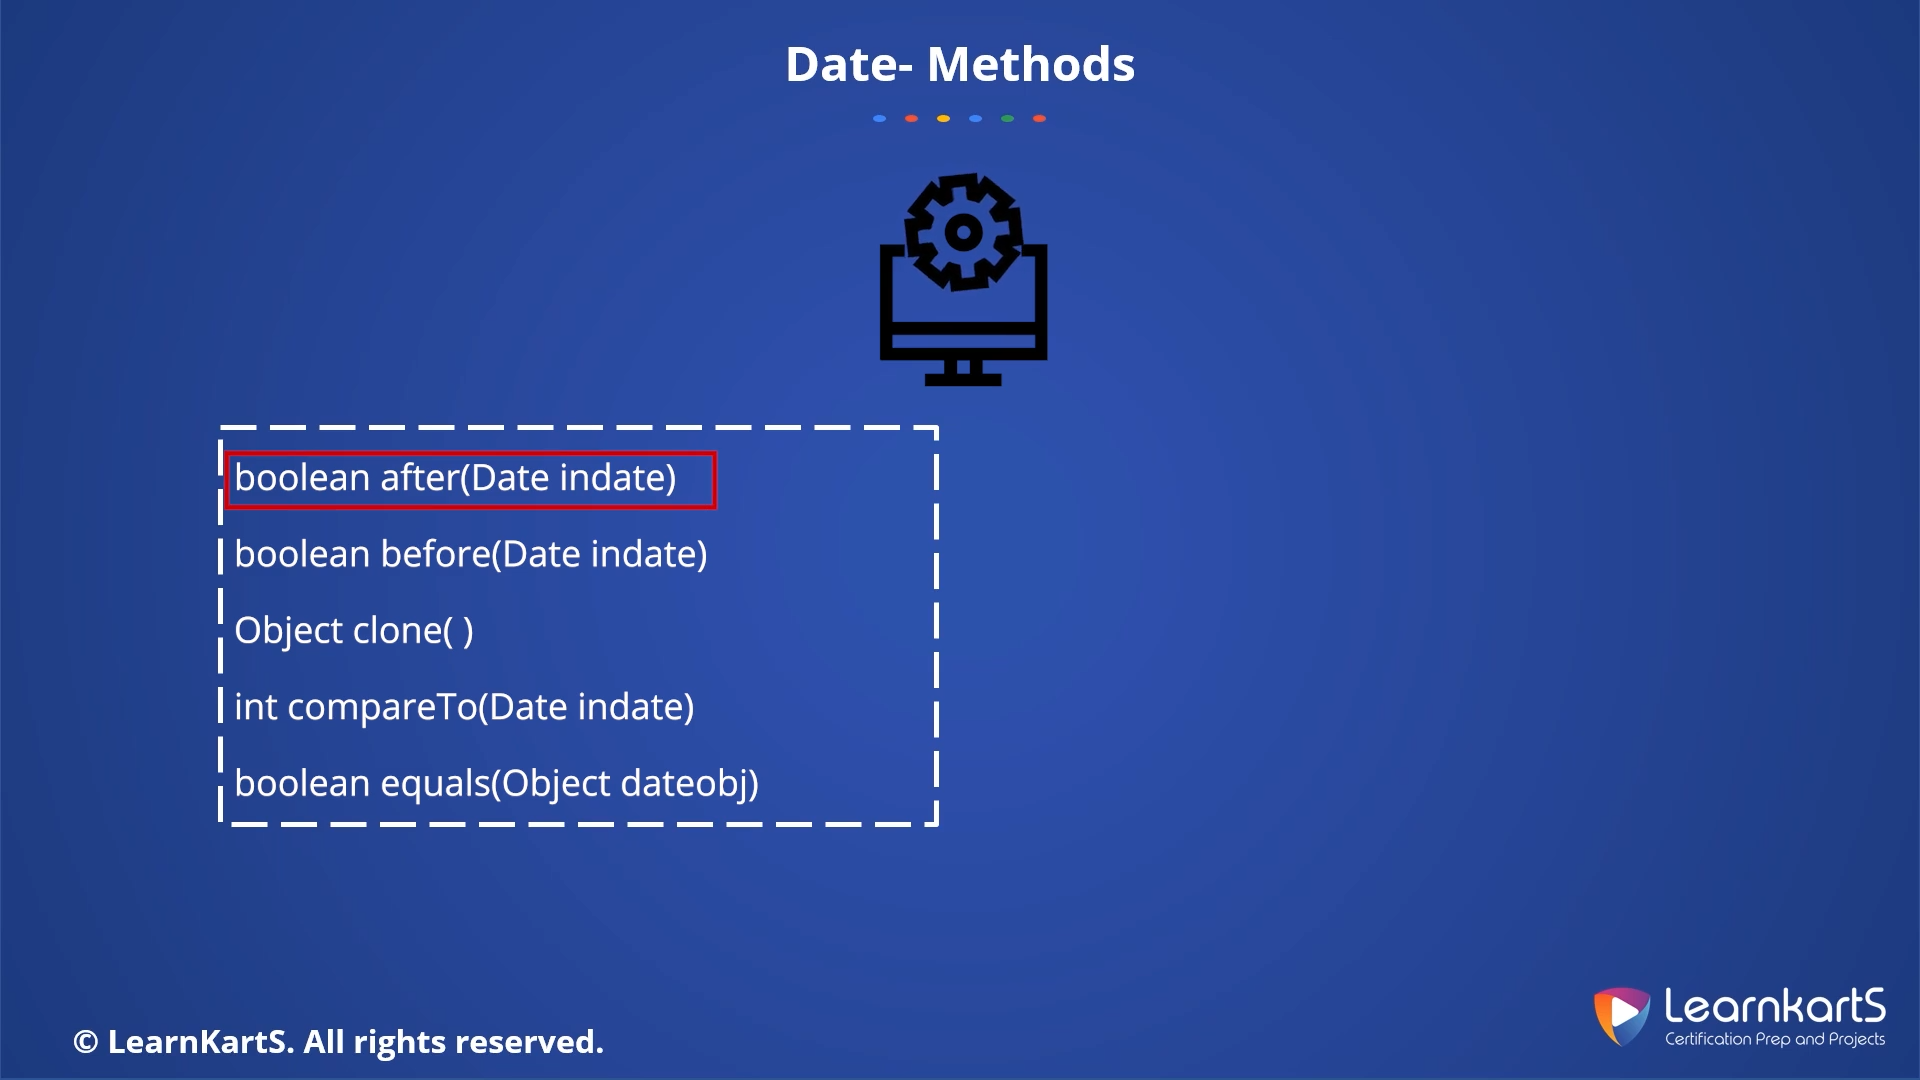 Date- Methods
boolean after(Date indate)
boolean before(Date indate)
Object clone( )
int compareTo(Date indate)
boolean equals(Object dateobj)
© LearnKartS. All rights reserved.
LearnkartS
Certification Prep and Projects